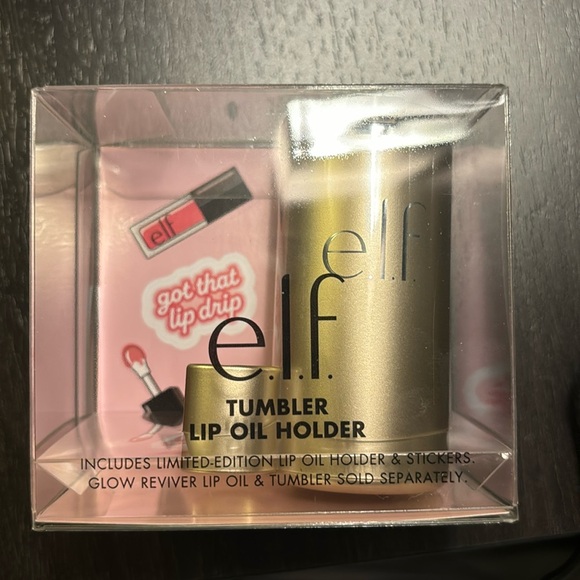 elf
got that
lip drip
e.l.f
e.l.f.
TUMBLER
LIP OIL HOLDER
INCLUDES LIMITED-EDITION LIP OIL HOLDER & STICKERS.
GLOW REVIVER LIP OIL & TUMBLER SOLD SEPARATELY.